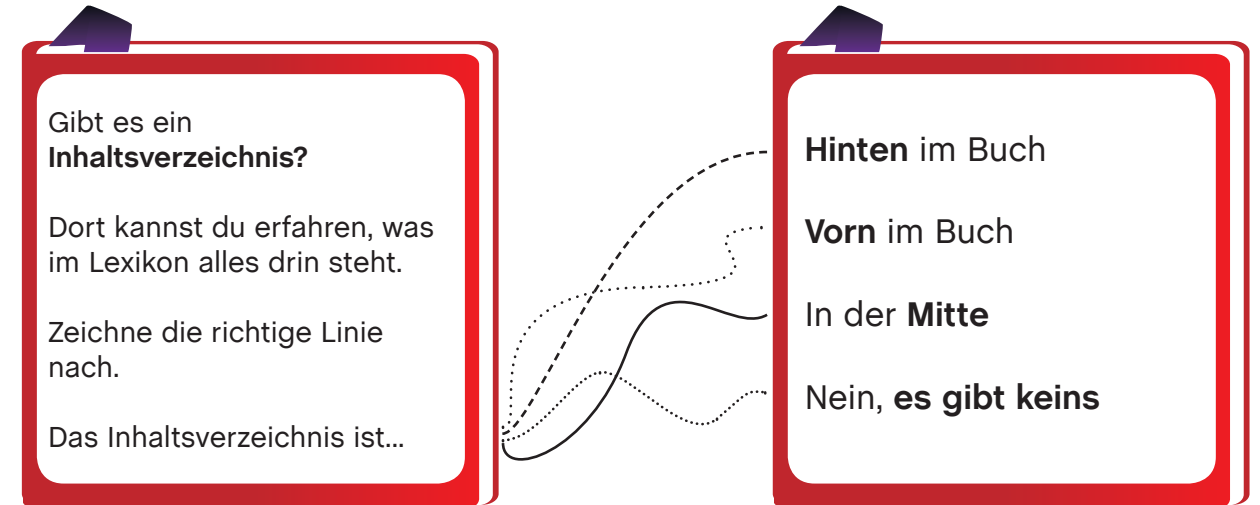 Gibt es ein
Inhaltsverzeichnis?
Dort kannst du erfahren, was
im Lexikon alles drin steht.
Zeichne die richtige Linie
nach.
Das Inhaltsverzeichnis ist...
Hinten im Buch
Vorn im Buch
In der Mitte
Nein, es gibt keins